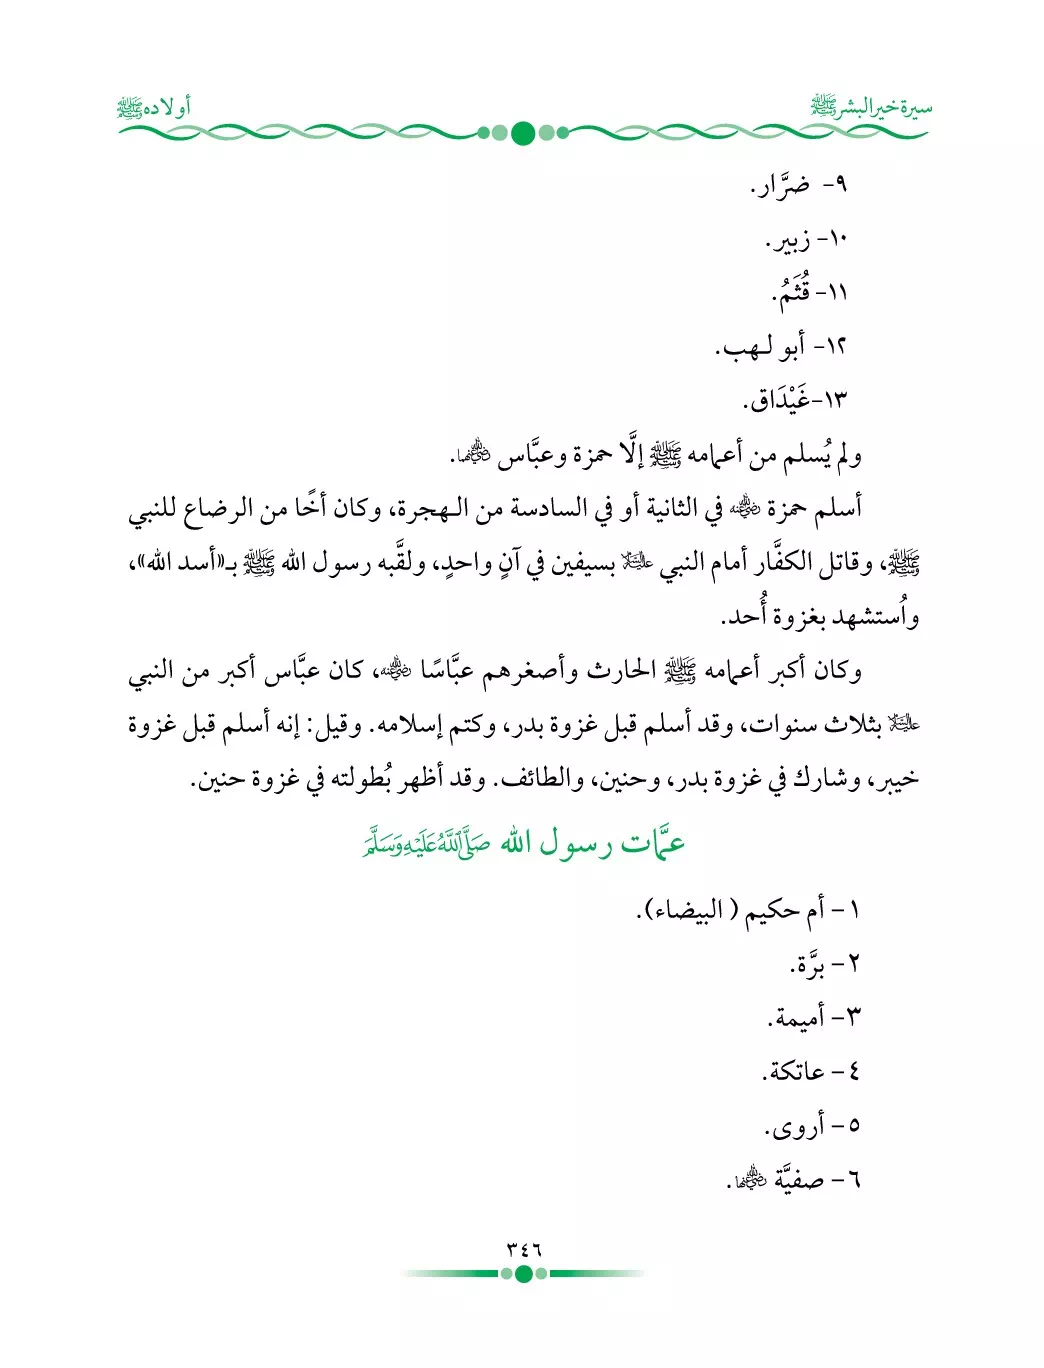 سيرة خير البشر ﷺ
أولاده ﷺ
٩- ضرَّار.
١٠- زبير.
١١- قُثَمُ.
١٢- أبو لـهب.
١٣-غَيْدَاق.
ولم يُسلم من أعمامه ﷺ إلَّا حمزة وعبَّاس رضي الله عنهما.
أسلم حمزة رضي الله عنه في الثانية أو في السادسة من الـهجرة، وكان أخًا من الرضاع للنبي
ﷺ، وقاتل الكفَّار أمام النبي عليه السلام بسيفين في آنٍ واحدٍ، ولقَّبه رسول الله ﷺ بـ«أسد الله»،
واُستشهد بغزوة أُحد.
وكان أكبر أعمامه ﷺ الحارث وأصغرهم عبَّاسًا رضي الله عنه، كان عبَّاس أكبر من النبي
عليه السلام بثلاث سنوات، وقد أسلم قبل غزوة بدر، وكتم إسلامه. وقيل: إنه أسلم قبل غزوة
خيبر، وشارك في غزوة بدر، وحنين، والطائف. وقد أظهر بُطولته في غزوة حنين.
عمَّات رسول الله صَلَّى اللَّهُ عَلَيْهِ وَسَلَّمَ
١- أم حكيم ( البيضاء).
٢- برَّة.
٣- أميمة.
٤- عاتكة.
٥- أروى.
٦- صفيَّة رضي الله عنها.
٣٤٦